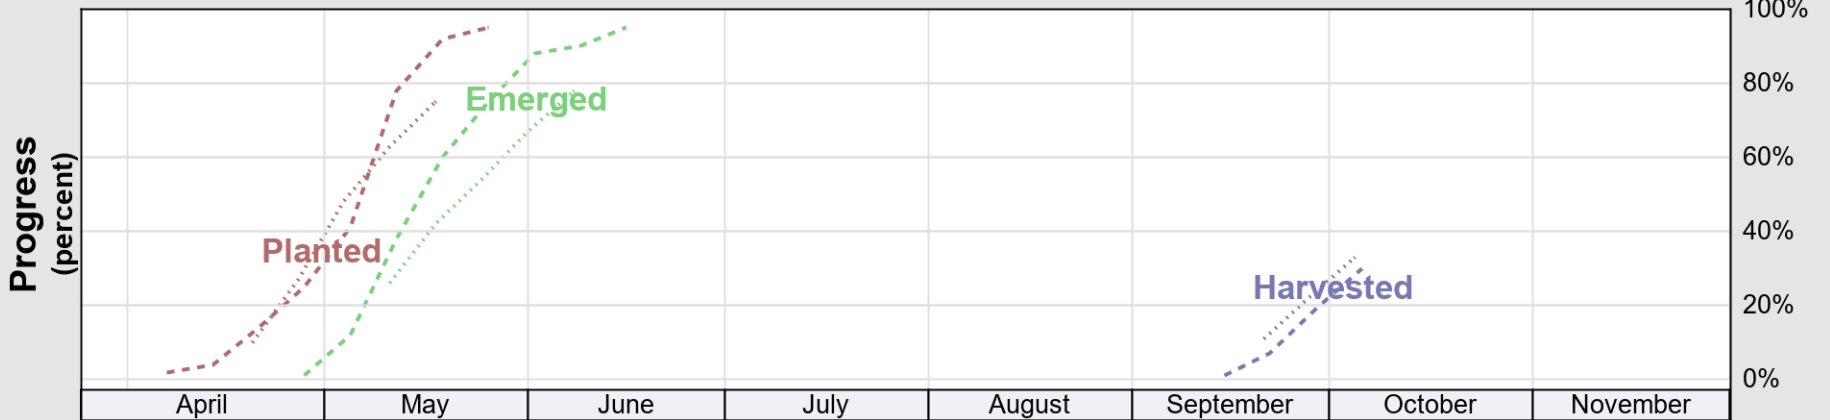 Progress
(percent)
100%
80%
60%
40%
20%
0%
Planted
Emerged
Harvested
April
May
June
July
August
September
October
November